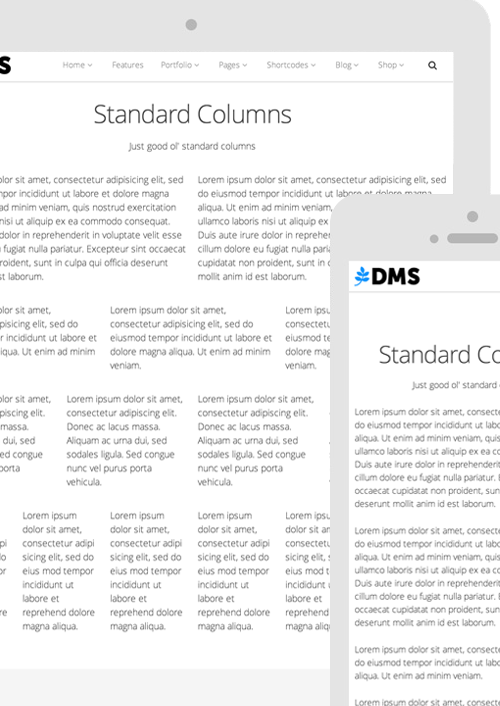 S
Home
Features
Portfolio
Pages
Shortcodes
Blog
Shop
Standard Columns
Just good ol' standard columns
olor sit amet, consectetur adipisicing elit, sed
mpor incididunt ut labore et dolore magna
ad minim veniam, quis nostrud exercitation
nisi ut aliquip ex ea commodo consequat.
dolor in reprehenderit in voluptate velit esse
fugiat nulla pariatur. Excepteur sint occaecat
proident, sunt in culpa qui officia deserunt
st laborum.
Lorem ipsum dolor sit amet, consectetur adipisicing elit, sed
do eiusmod tempor incididunt ut labore et dolore magna
aliqua. Ut enim ad minim veniam, q
ullamco laboris nisi ut aliquip ex
Duis aute irure dolor in reprehen
cillum dolore eu fugiat nulla paria
cupidatat non proident, sunt in c
mollit anim id est laborum.
olor sit amet,
pisicing elit, sed do
r incididunt ut labore et
iqua. Ut enim ad minim
Lorem ipsum dolor sit amet,
consectetur adipisicing elit, sed do
eiusmod tempor incididunt ut labore et
dolore magna aliqua. Ut enim ad minim
veniam.
Lorem ipsu
consectetu
eiusmod te
dolore mag
veniam.
olor sit amet,
piscing elit.
massa.
dui, sed
ed congue
porta
Lorem ipsum dolor sit amet,
consectetur adipiscing elit.
Donec ac lacus massa.
Aliquam ac urna dui, sed
sodales ligula. Sed congue
nunc vel purus porta
vehicula.
Lorem ipsum dolor sit amet,
consectetur adipiscing elit.
Donec ac lacus massa.
Aliquam ac urna dui, sed
sodales ligula. Sed congue
nunc vel purus porta
vehicula.
pi
do
or
re
Lorem ipsum
dolor sit amet,
consectetur adipi
sicing elit, sed do
eius mod tempor
incididunt ut
labore et
reprehend dolore
magna aliqua.
Lorem ipsum
dolor sit amet,
consectetur adipi
sicing elit, sed do
eius mod tempor
incididunt ut
labore et
reprehend dolore
magna aliqua.
Lorem ipsum
dolor sit amet,
consectetur adipi
sicing elit, sed do
eius mod tempor
incididunt ut
labore et
reprehend dolore
magna aliqua.
Lorem ipsum
dolor sit am
consectetu
sicing elit, s
eius mod t
incididunt u
labore et
reprehend
magna aliqu
DMS
Standard Co
Just good ol' standard
Lorem ipsum dolor sit amet, consecte
do eiusmod tempor incididunt ut labo
aliqua. Ut enim ad minim veniam, quis
ullamco laboris nisi ut aliquip ex ea co
Duis aute irure dolor in reprehenderit
cillum dolore eu fugiat nulla pariatur. E
occaecat cupidatat non proident, sun
deserunt mollit anim id est laborum.
Lorem ipsum dolor sit amet, consecte
do eiusmod tempor incididunt ut labo
aliqua. Ut enim ad minim veniam, quis
ullamco laboris nisi ut aliquip ex ea co
Duis aute irure dolor in reprehenderit
cillum dolore eu fugiat nulla pariatur. E
occaecat cupidatat non proident, sun
deserunt mollit anim id est laborum.
Lorem ipsum dolor sit amet, consecte
do eiusmod tempor incididunt ut labo
aliqua. Ut enim ad minim veniam.
Lorem ipsum dolor sit amet, consecte